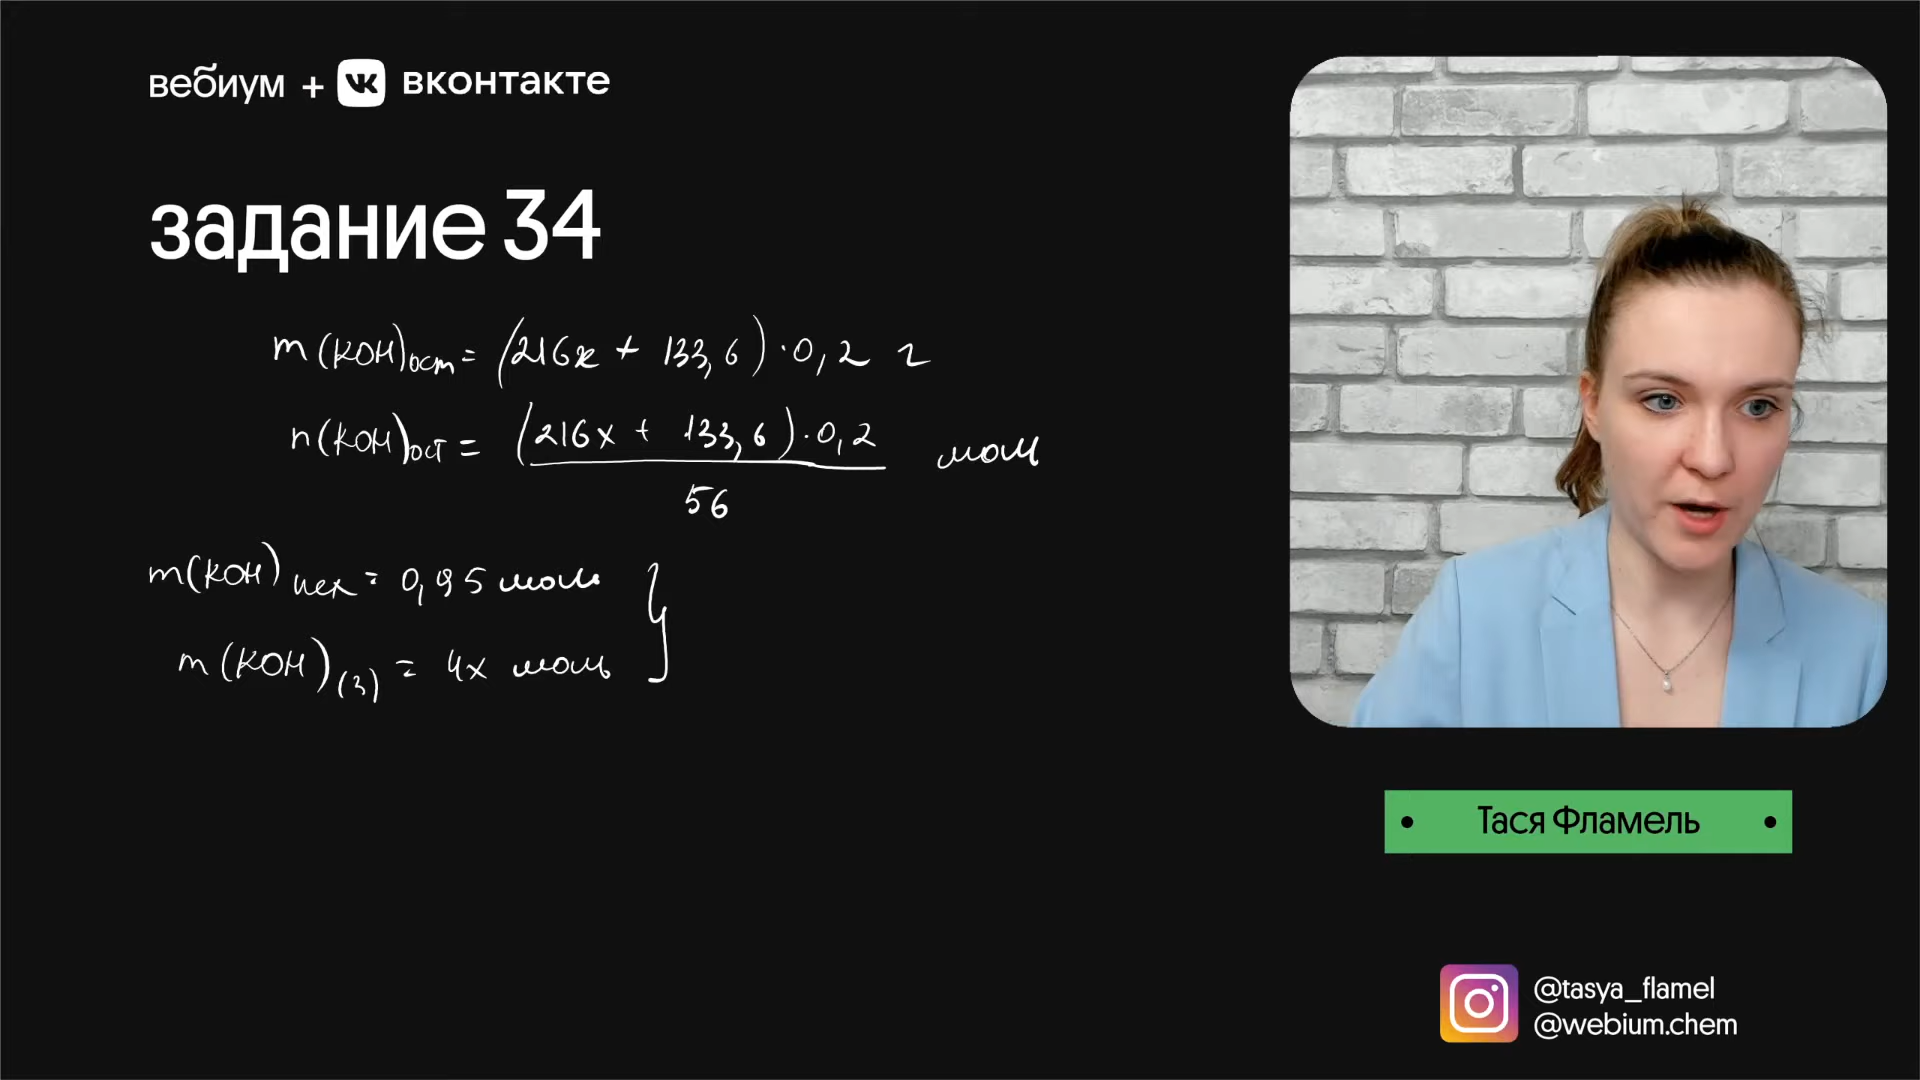 вебиум + вконтакте
задание 34
m(KOH)ост = (216x + 133,6) · 0,2 г
n(KOH)ост = (216x + 133,6) · 0,2 моль
56
m(KOH) исх = 0,95 моль
m(KOH)(3) = 4x моль
• Тася Фламель •
@tasya_flamel
@webium.chem